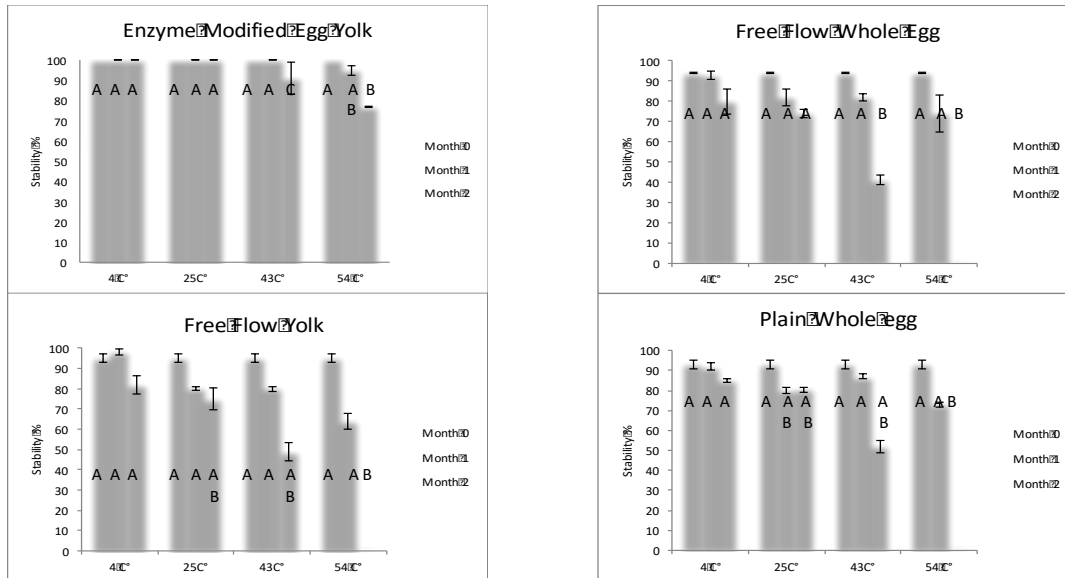 Enzyme⍰Modified⍰Egg⍰Yolk
Stability⍰%
100
90
80
70
60
50
40
30
20
10
0
A A A A A A A A C A A B
B
4⍰C° 25C° 43C° 54⍰C°
Month⍰0
Month⍰1
Month⍰2
Free⍰Flow⍰Whole⍰Egg
Stability⍰%
100
90
80
70
60
50
40
30
20
10
0
A A A A A A A A B A A B
4⍰C° 25C° 43C° 54⍰C°
Month⍰0
Month⍰1
Month⍰2
Free⍰Flow⍰Yolk
Stability⍰%
100
90
80
70
60
50
40
30
20
10
0
A A A A A A A A A A A B
B B
4⍰C° 25C° 43C° 54⍰C°
Month⍰0
Month⍰1
Month⍰2
Plain⍰Whole⍰egg
Stability⍰%
100
90
80
70
60
50
40
30
20
10
0
A A A A A A A A A A A B
B B B
4⍰C° 25C° 43C° 54⍰C°
Month⍰0
Month⍰1
Month⍰2